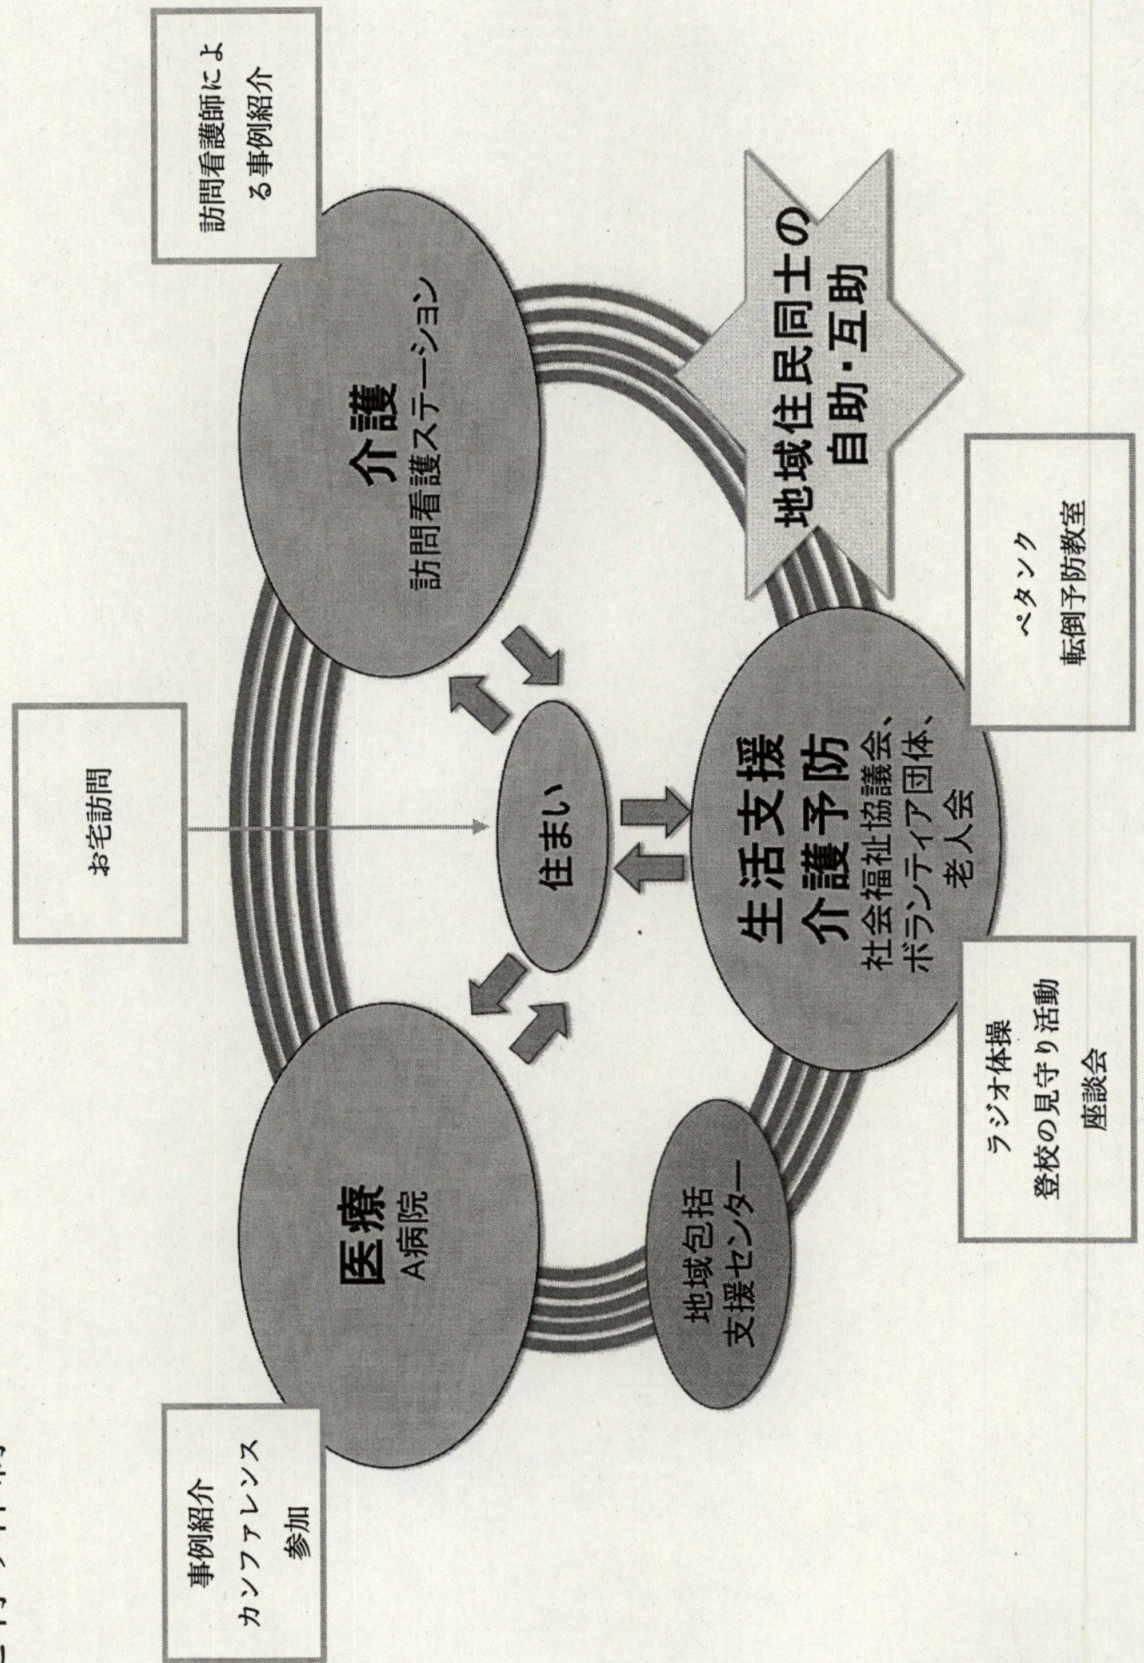 お宅訪問
事例紹介
カンファレンス
参加
訪問看護師によ
る事例紹介
医療
A病院
介護
訪問看護ステーション
住まい
地域包括
支援センター
生活支援
介護予防
社会福祉協議会、
ボランティア団体、
老人会
地域住民同士の
自助・互助
ラジオ体操
登校の見守り活動
座談会
ペタンク
転倒予防教室